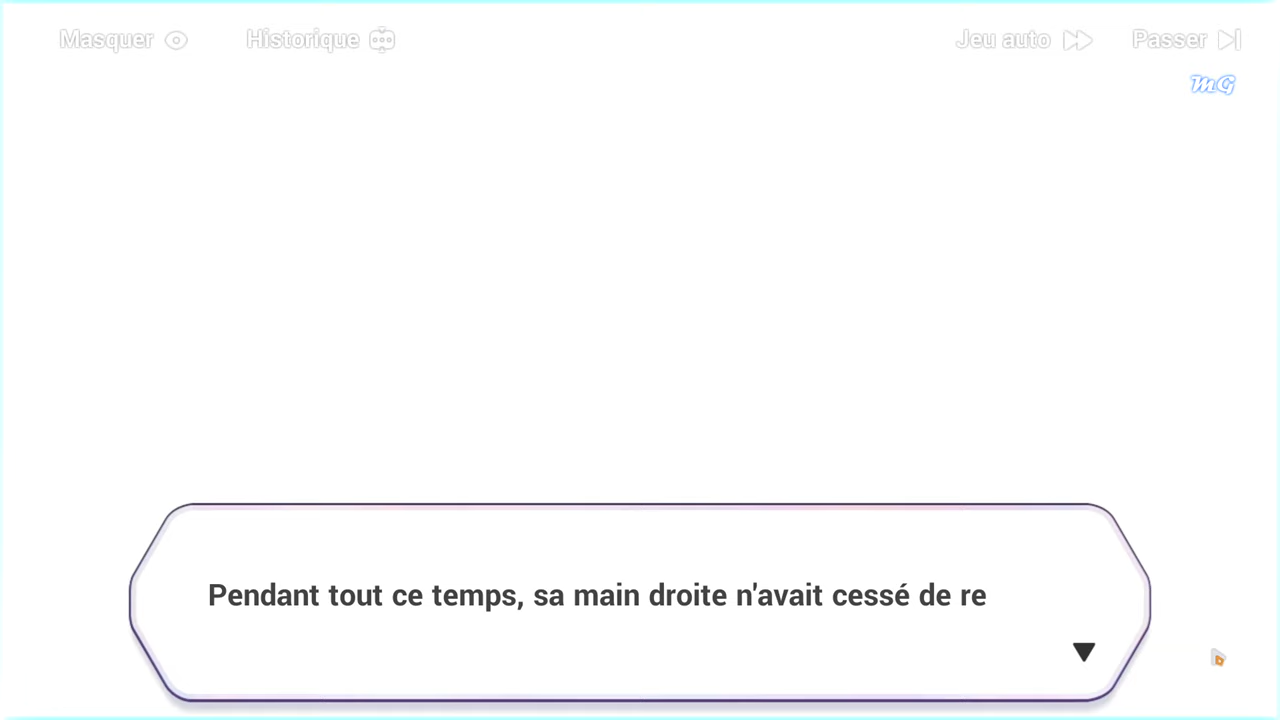 Masquer
Historique
Jeu auto
Passer
MG
Pendant tout ce temps, sa main droite n'avait cessé de re